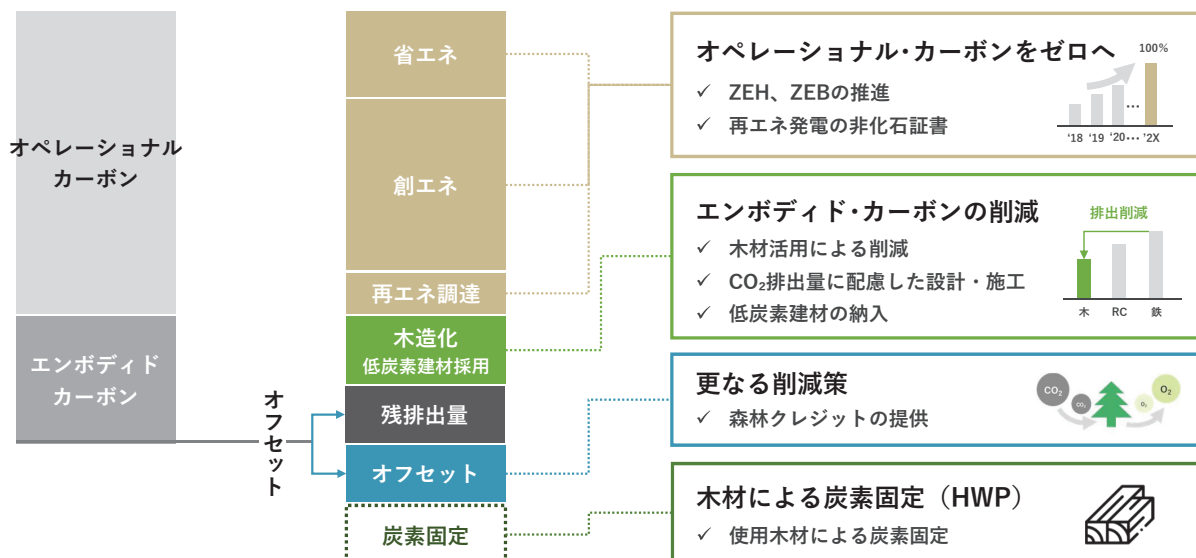 オペレーショナル
カーボン
エンボディド
カーボン
オフセット
省エネ
創エネ
再エネ調達
木造化
低炭素建材採用
残排出量
オフセット
炭素固定
オペレーショナル・カーボンをゼロへ
✓ ZEH、ZEBの推進
✓ 再エネ発電の非化石証書
100%
…
'18 '19 '20… '2X
エンボディド・カーボンの削減
✓ 木材活用による削減
✓ CO₂排出量に配慮した設計・施工
✓ 低炭素建材の納入
排出削減
木 RC 鉄
更なる削減策
✓ 森林クレジットの提供
CO₂ CO₂ O₂ O₂
木材による炭素固定（HWP）
✓ 使用木材による炭素固定